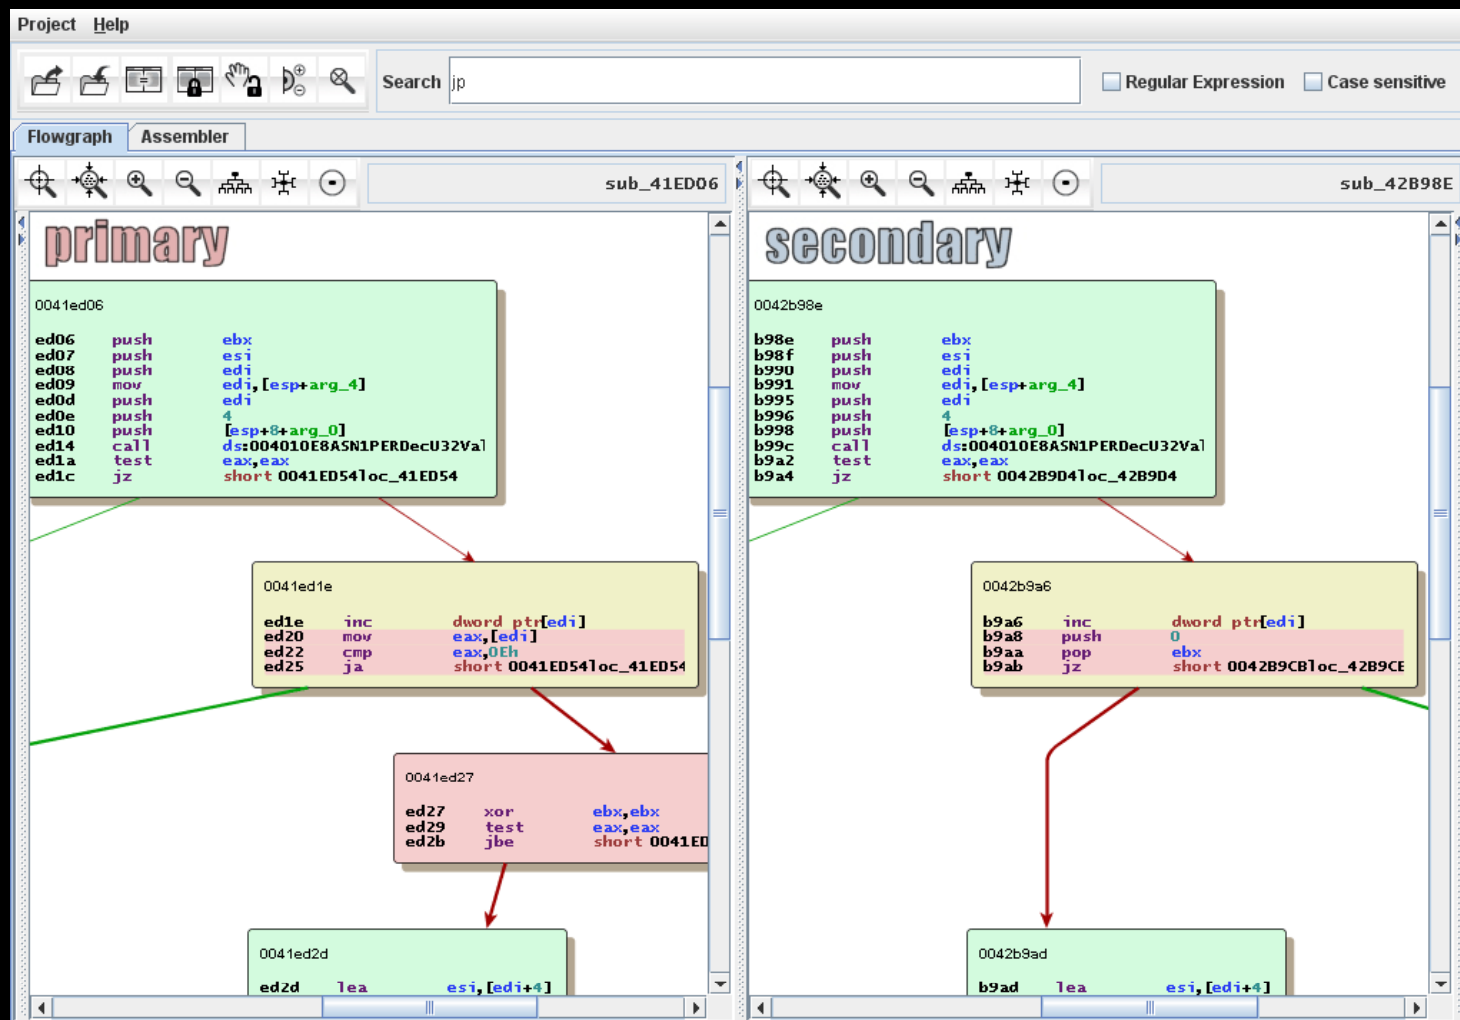 Project Help
Search jp Regular Expression Case sensitive
Flowgraph Assembler
sub_41ED06
primary
0041ed06
ed06 push ebx
ed07 push esi
ed08 push edi
ed09 mov edi,[esp+arg_4]
ed0d push edi
ed0e push 4
ed10 push [esp+8+arg_0]
ed14 call ds:004010E8ASN1PERDecU32Val
ed1a test eax,eax
ed1c jz short 0041ED54loc_41ED54
0041ed1e
ed1e inc dword ptr[edi]
ed20 mov eax,[edi]
ed22 cmp eax,0Eh
ed25 ja short 0041ED54loc_41ED54
0041ed27
ed27 xor ebx,ebx
ed29 test eax,eax
ed2b jbe short 0041ED
0041ed2d
ed2d lea esi,[edi+4]
sub_42B98E
secondary
0042b98e
b98e push ebx
b98f push esi
b990 push edi
b991 mov edi,[esp+arg_4]
b995 push edi
b996 push 4
b998 push [esp+8+arg_0]
b99c call ds:004010E8ASN1PERDecU32Val
b9a2 test eax,eax
b9a4 jz short 0042B9D4loc_42B9D4
0042b9a6
b9a6 inc dword ptr[edi]
b9a8 push 0
b9aa pop ebx
b9ab jz short 0042B9CBloc_42B9CB
0042b9ad
b9ad lea esi,[edi+4]